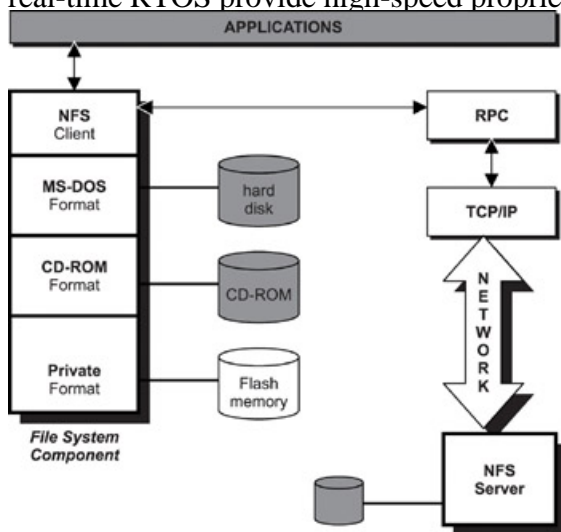 real-time RTOS provide high-speed propriet
APPLICATIONS
NFS
Client
RPC
MS-DOS
Format
hard
disk
TCP/IP
CD-ROM
Format
CD-ROM
NETWORK
Private
Format
Flash
memory
File System
Component
NFS
Server